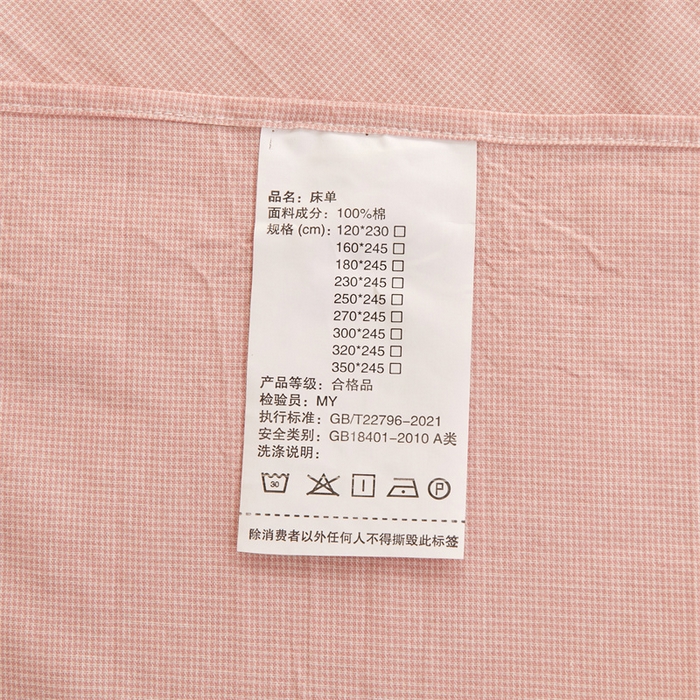 品名：床单
面料成分：100%棉
规格 (cm)：120*230 □
160*245 □
180*245 □
230*245 □
250*245 □
270*245 □
300*245 □
320*245 □
350*245 □
产品等级：合格品
检验员：MY
执行标准：GB/T22796-2021
安全类别：GB18401-2010 A类
洗涤说明：
30
P
除消费者以外任何人不得撕毁此标签